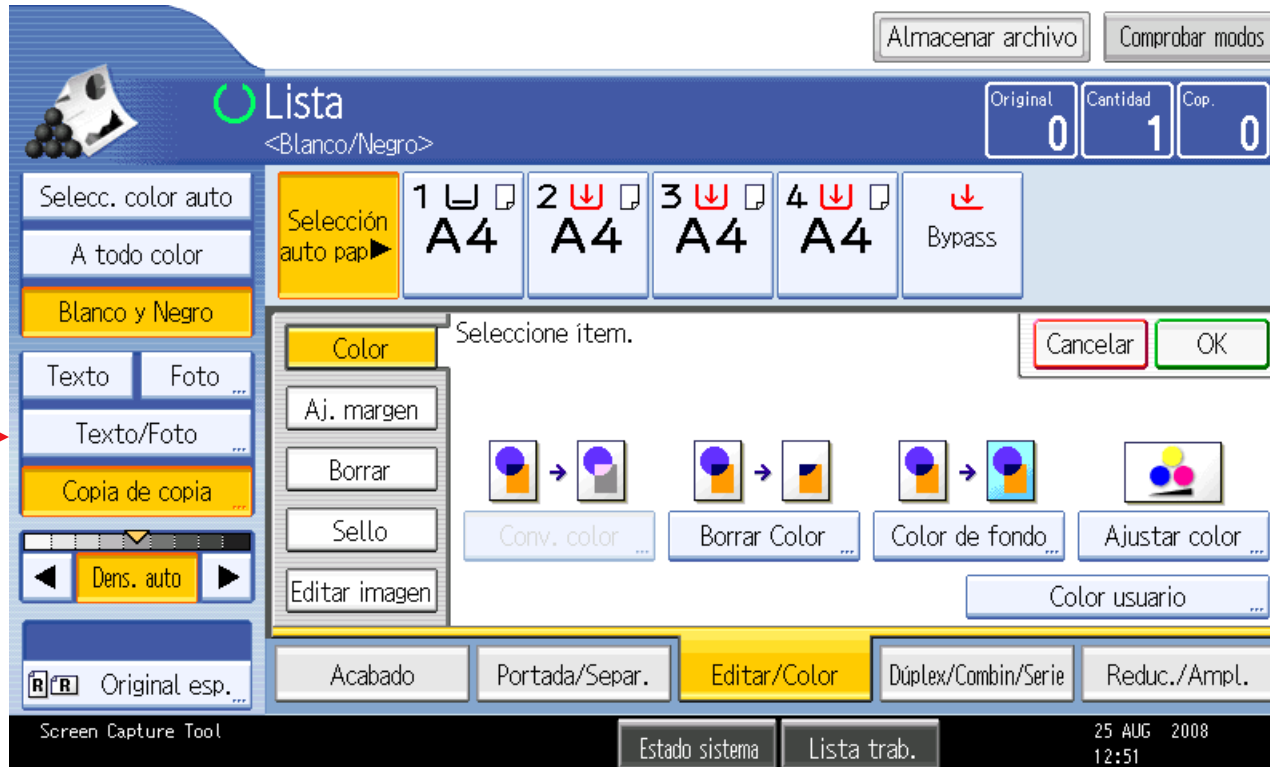 Almacenar archivo
Comprobar modos
Lista
<Blanco/Negro>
Original
0
Cantidad
1
Cop.
0
Selecc. color auto
A todo color
Blanco y Negro
Texto
Foto
Texto/Foto
Copia de copia
Dens. auto
Original esp.
Selección
auto pap
1
A4
2
A4
3
A4
4
A4
Bypass
Color
Aj. margen
Borrar
Sello
Editar imagen
Seleccione ítem.
Cancelar
OK
Conv. color
Borrar Color
Color de fondo
Ajustar color
Color usuario
Acabado
Portada/Separ.
Editar/Color
Dúplex/Combin/Serie
Reduc./Ampl.
Screen Capture Tool
Estado sistema
Lista trab.
25 AUG 2008
12:51